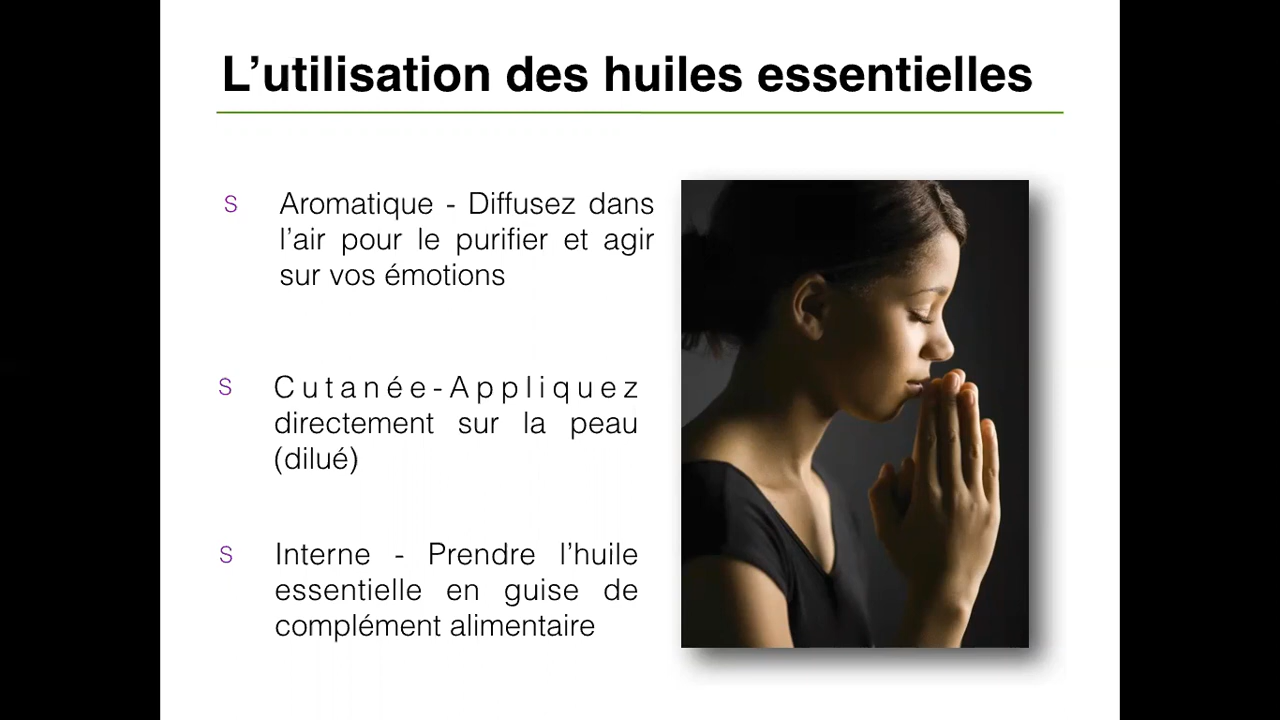 L’utilisation des huiles essentielles
S Aromatique - Diffusez dans
l’air pour le purifier et agir
sur vos émotions
S Cutanée-Appliquez
directement sur la peau
(dilué)
S Interne - Prendre l’huile
essentielle en guise de
complément alimentaire